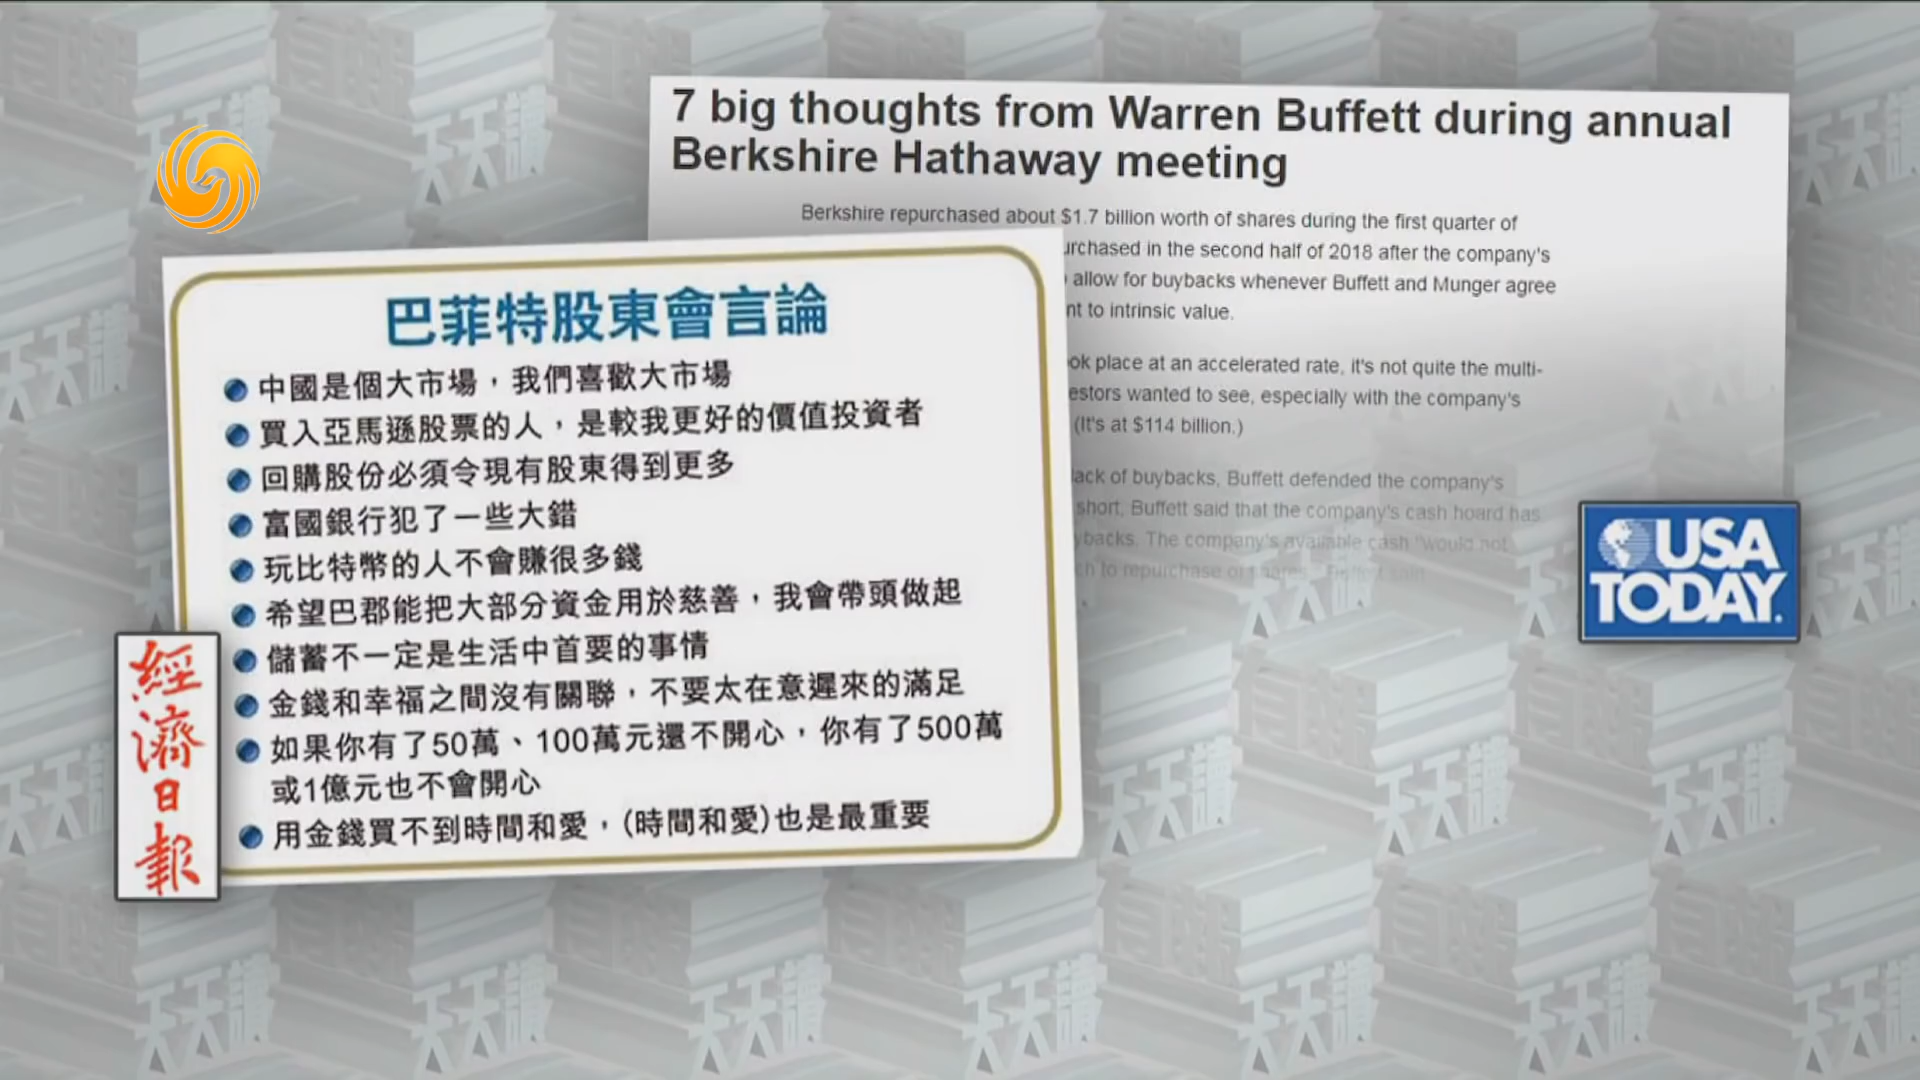 7 big thoughts from Warren Buffett during annual
Berkshire Hathaway meeting
Berkshire repurchased about $1.7 billion worth of shares during the first quarter of
urchased in the second half of 2018 after the company's
allow for buybacks whenever Buffett and Munger agree
nt to intrinsic value.
ok place at an accelerated rate, it's not quite the multi-
estors wanted to see, especially with the company's
(It's at $114 billion.)
ack of buybacks, Buffett defended the company's
short, Buffett said that the company's cash hoard has
ybacks. The company's available cash "would not
USA
TODAY
巴菲特股東會言論
中國是個大市場，我們喜歡大市場
買入亞馬遜股票的人，是較我更好的價值投資者
回購股份必須令現有股東得到更多
富國銀行犯了一些大錯
玩比特幣的人不會賺很多錢
希望巴郡能把大部分資金用於慈善，我會帶頭做起
儲蓄不一定是生活中首要的事情
金錢和幸福之間沒有關聯，不要太在意遲來的滿足
如果你有了50萬、100萬元還不開心，你有了500萬
或1億元也不會開心
用金錢買不到時間和愛，(時間和愛)也是最重要
經濟日報